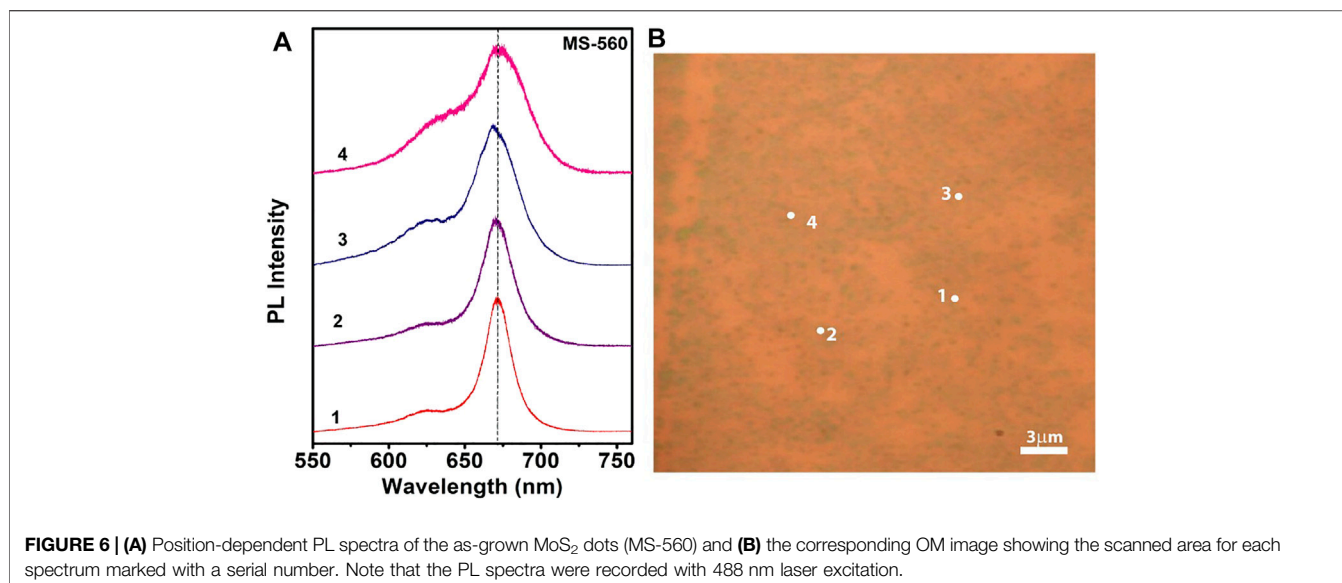 A
MS-560
PL Intensity
4
3
2
1
550 600 650 700 750
Wavelength (nm)
B
3
4
1
2
3μm
FIGURE 6 | (A) Position-dependent PL spectra of the as-grown MoS₂ dots (MS-560) and (B) the corresponding OM image showing the scanned area for each
spectrum marked with a serial number. Note that the PL spectra were recorded with 488 nm laser excitation.